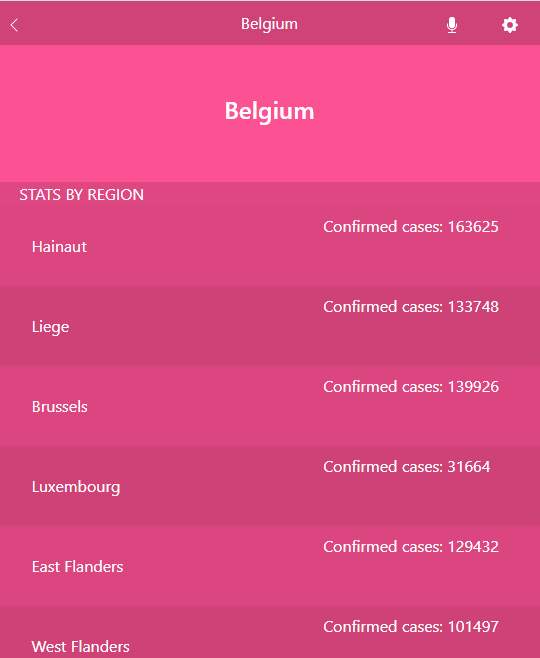 Belgium
Belgium
STATS BY REGION
Confirmed cases: 163625
Hainaut
Confirmed cases: 133748
Liege
Confirmed cases: 139926
Brussels
Confirmed cases: 31664
Luxembourg
Confirmed cases: 129432
East Flanders
Confirmed cases: 101497
West Flanders